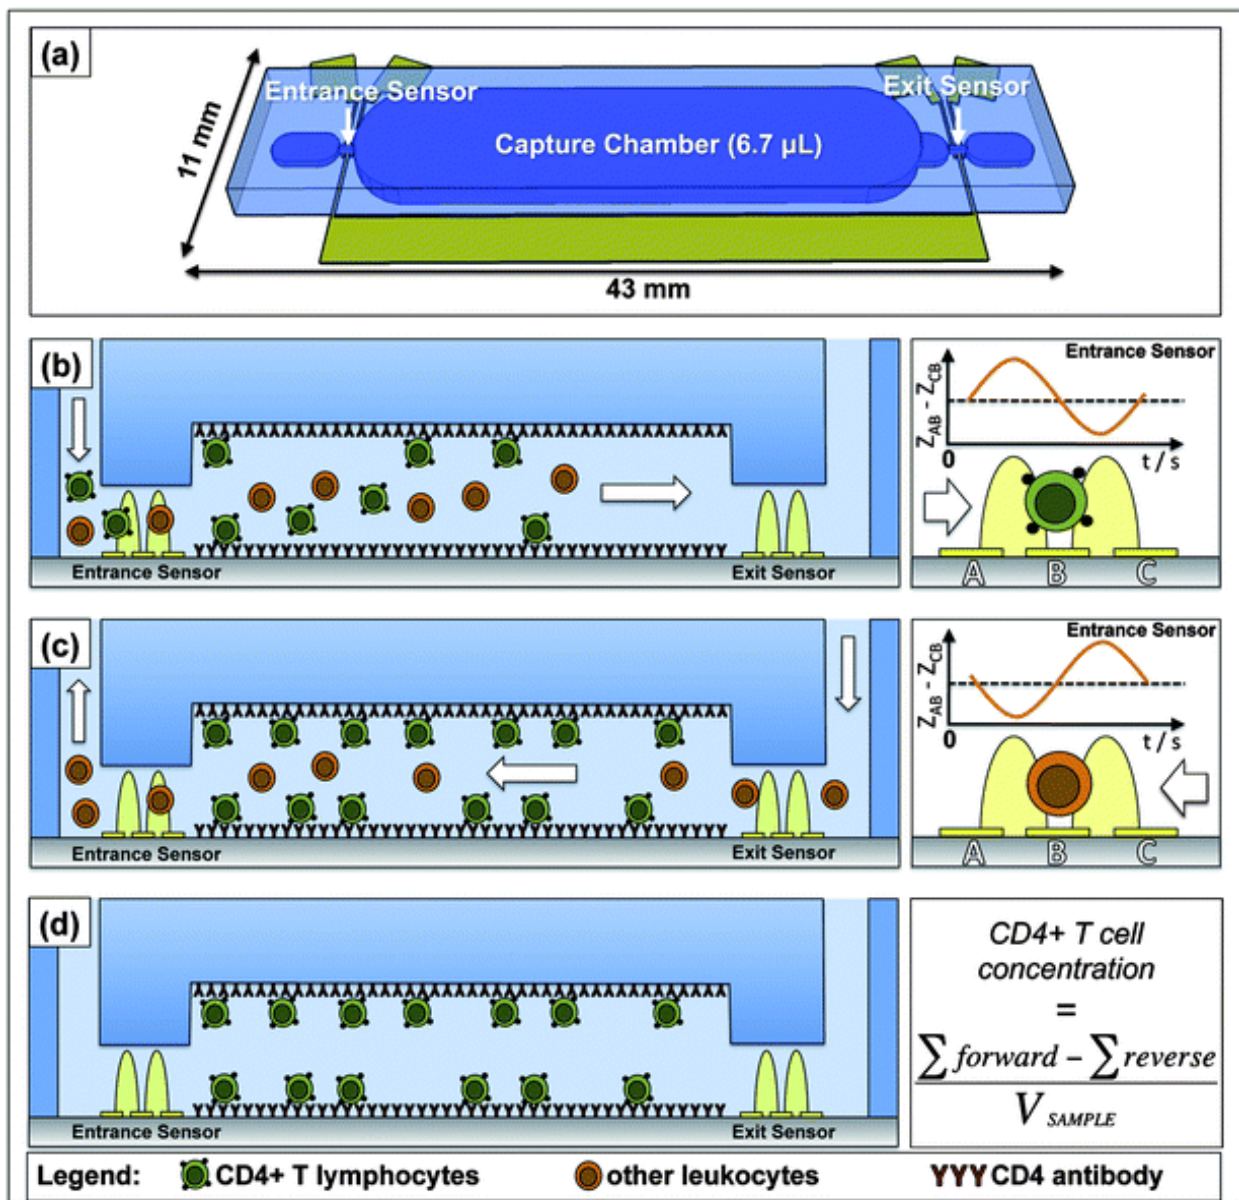 (a)
Entrance Sensor
Exit Sensor
Capture Chamber (6.7 µL)
11 mm
43 mm
(b)
Entrance Sensor
Exit Sensor
Entrance Sensor
Z_AB - Z_CB
0
t / s
A B C
(c)
Entrance Sensor
Exit Sensor
Entrance Sensor
Z_AB - Z_CB
0
t / s
A B C
(d)
Entrance Sensor
Exit Sensor
CD4+ T cell
concentration
=
∑ forward − ∑ reverse
V SAMPLE
Legend: CD4+ T lymphocytes other leukocytes YYY CD4 antibody